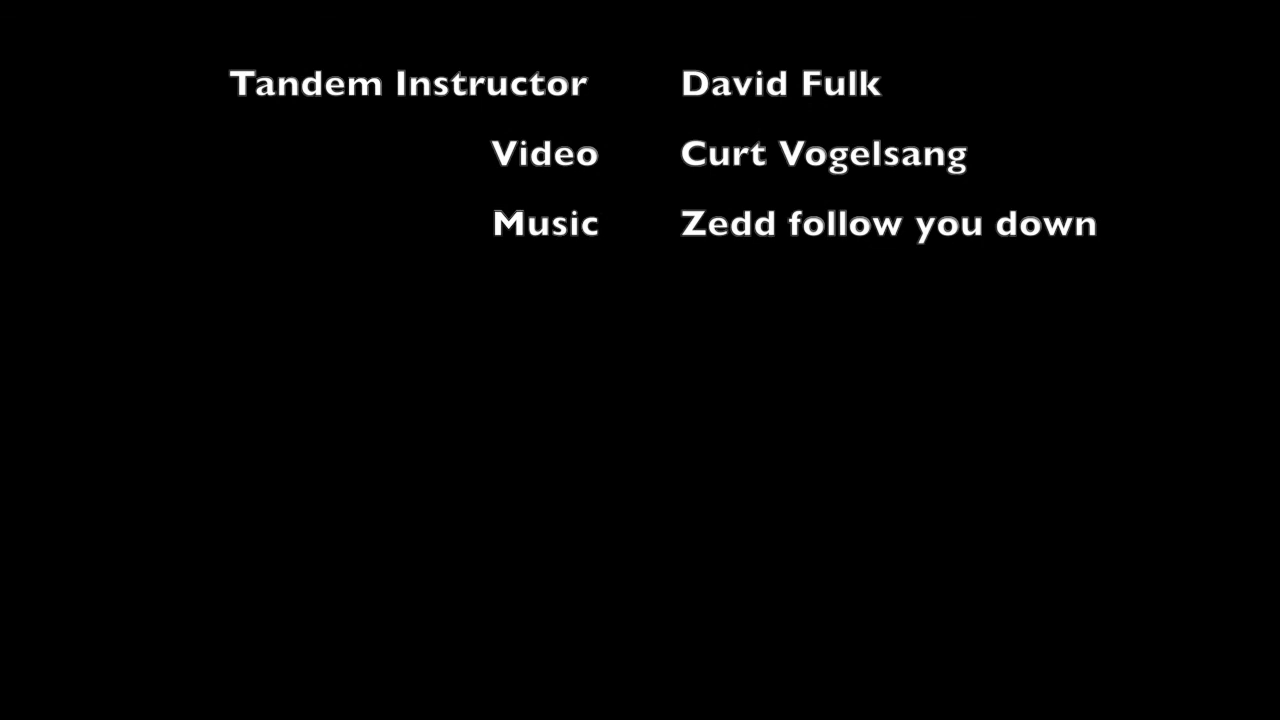 Tandem Instructor David Fulk
Video Curt Vogelsang
Music Zedd follow you down